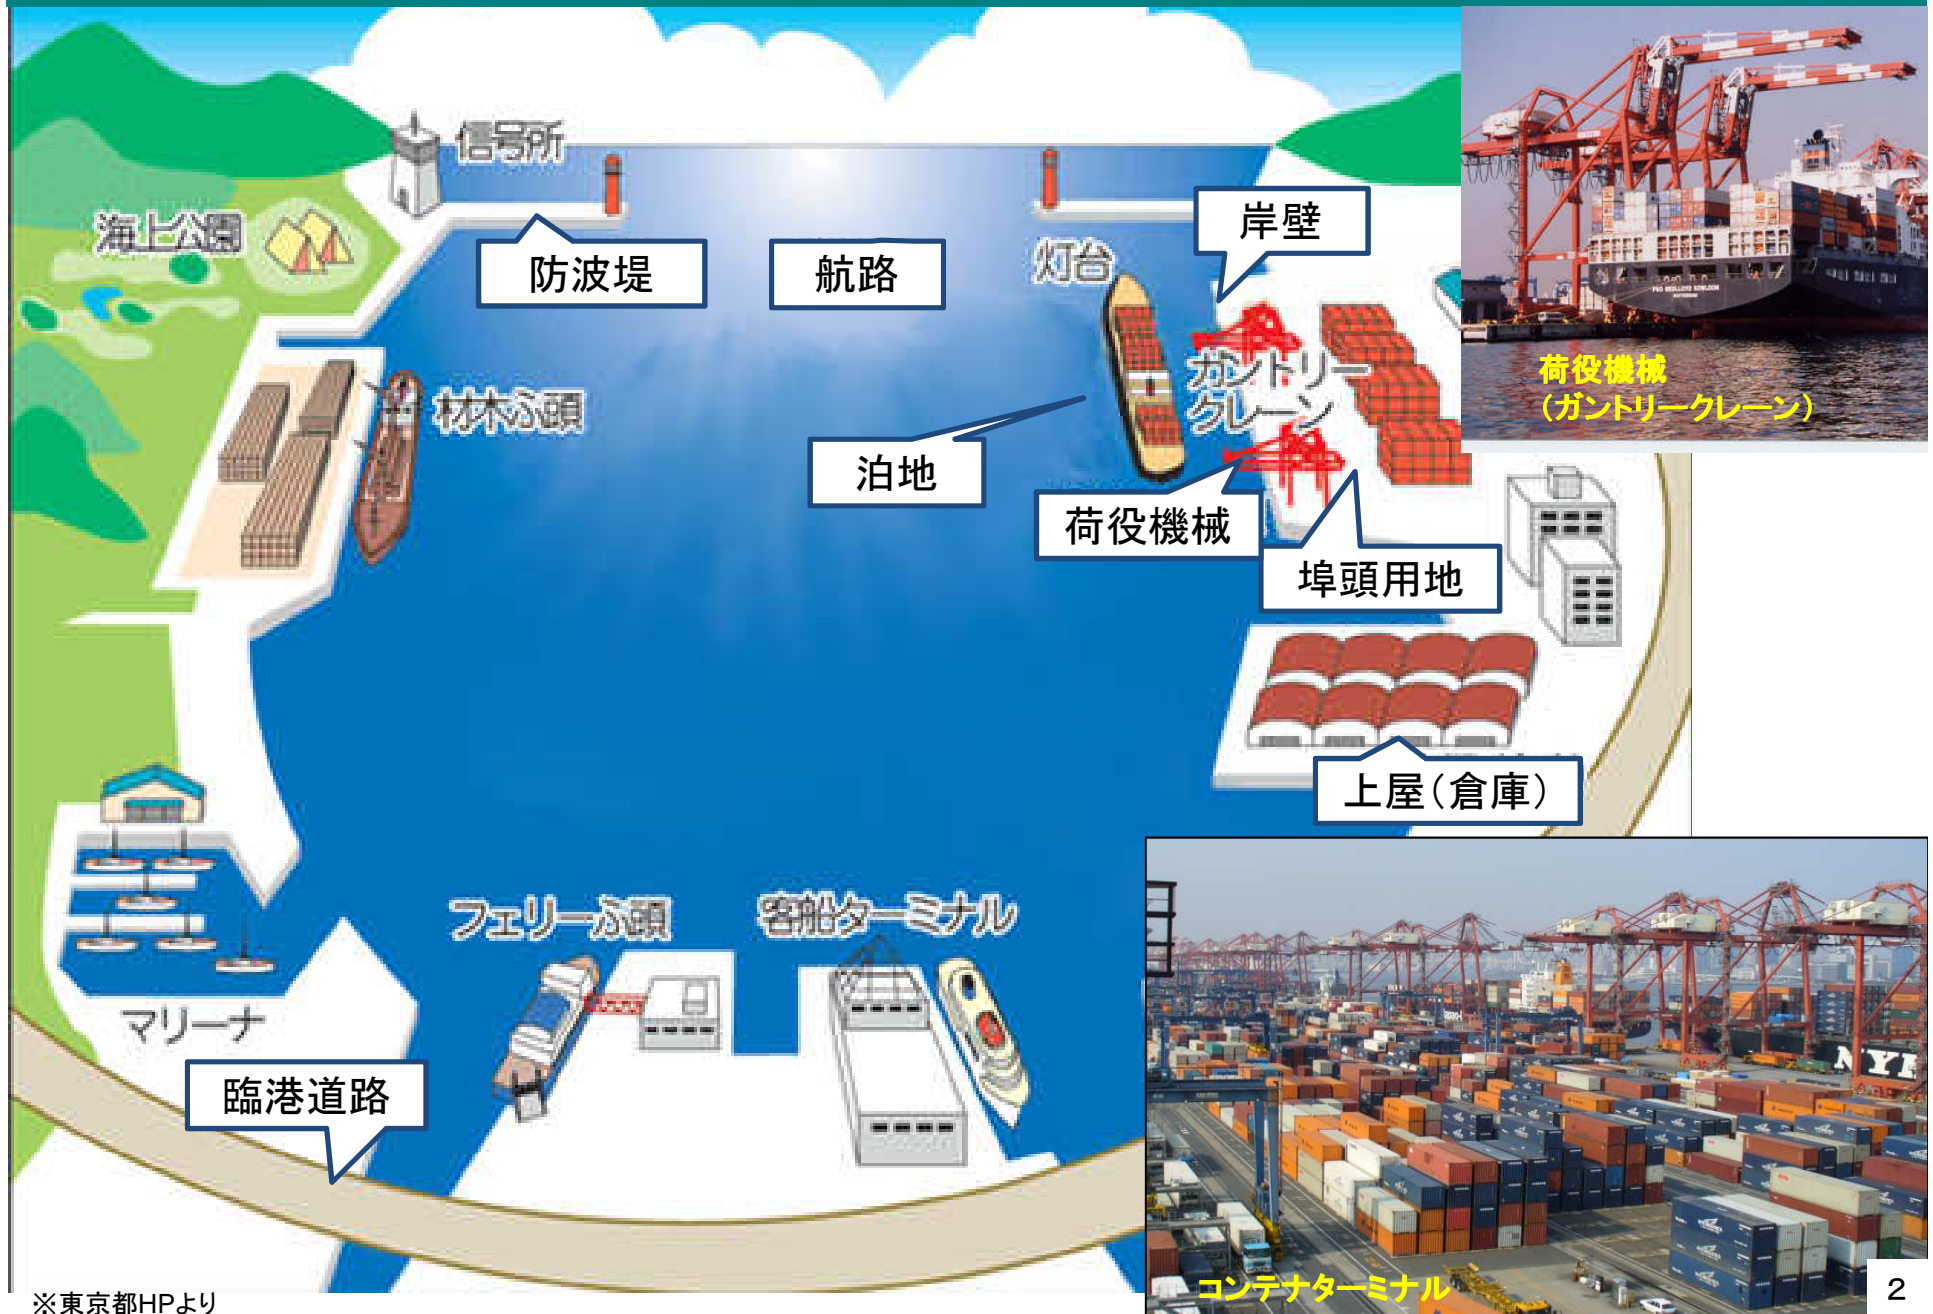 信号所
海上公園
防波堤
航路
灯台
岸壁
ガントリー
クレーン
材木ふ頭
泊地
荷役機械
埠頭用地
荷役機械
（ガントリークレーン）
上屋（倉庫）
フェリーふ頭
客船ターミナル
マリーナ
臨港道路
NY
コンテナターミナル
※東京都HPより
2